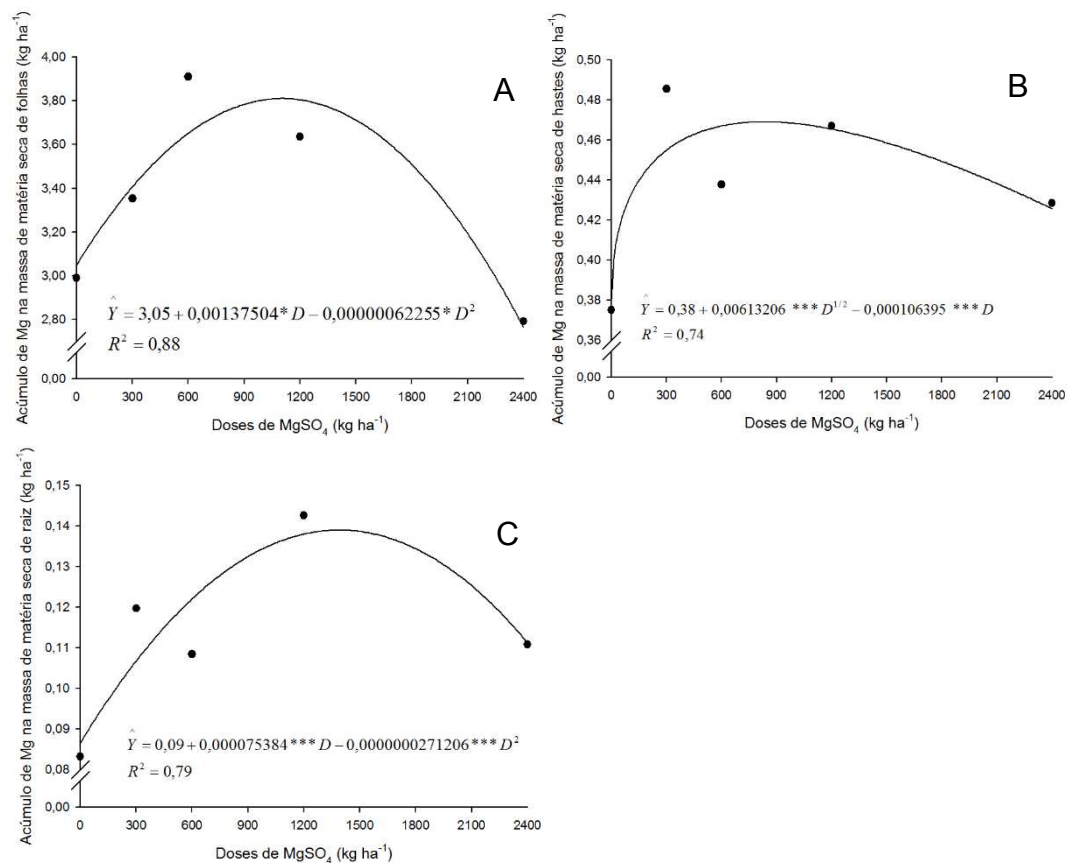 Acúmulo de Mg na massa de matéria seca de folhas (kg ha⁻¹)
4,00
3,80
3,60
3,40
3,20
3,00
2,80
0,00
A
Ŷ = 3,05 + 0,00137504 * D – 0,00000062255 * D²
R² = 0,88
0 300 600 900 1200 1500 1800 2100 2400
Doses de MgSO₄ (kg ha⁻¹)
Acúmulo de Mg na massa de matéria seca de hastes (kg ha⁻¹)
0,50
0,48
0,46
0,44
0,42
0,40
0,38
0,36
0,00
B
Ŷ = 0,38 + 0,00613206 *** D^1/2 – 0,000106395 *** D
R² = 0,74
0 300 600 900 1200 1500 1800 2100 2400
Doses de MgSO₄ (kg ha⁻¹)
Acúmulo de Mg na massa de matéria seca de raiz (kg ha⁻¹)
0,15
0,14
0,13
0,12
0,11
0,10
0,09
0,08
0,00
C
Ŷ = 0,09 + 0,000075384 *** D – 0,0000000271206 *** D²
R² = 0,79
0 300 600 900 1200 1500 1800 2100 2400
Doses de MgSO₄ (kg ha⁻¹)